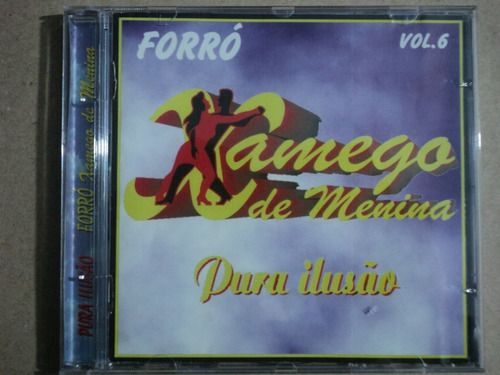 FORRÓ
VOL.6
Xamego
de Menina
Pura ilusão
PURA ILUSÃO FORRÓ Xamego de Menina